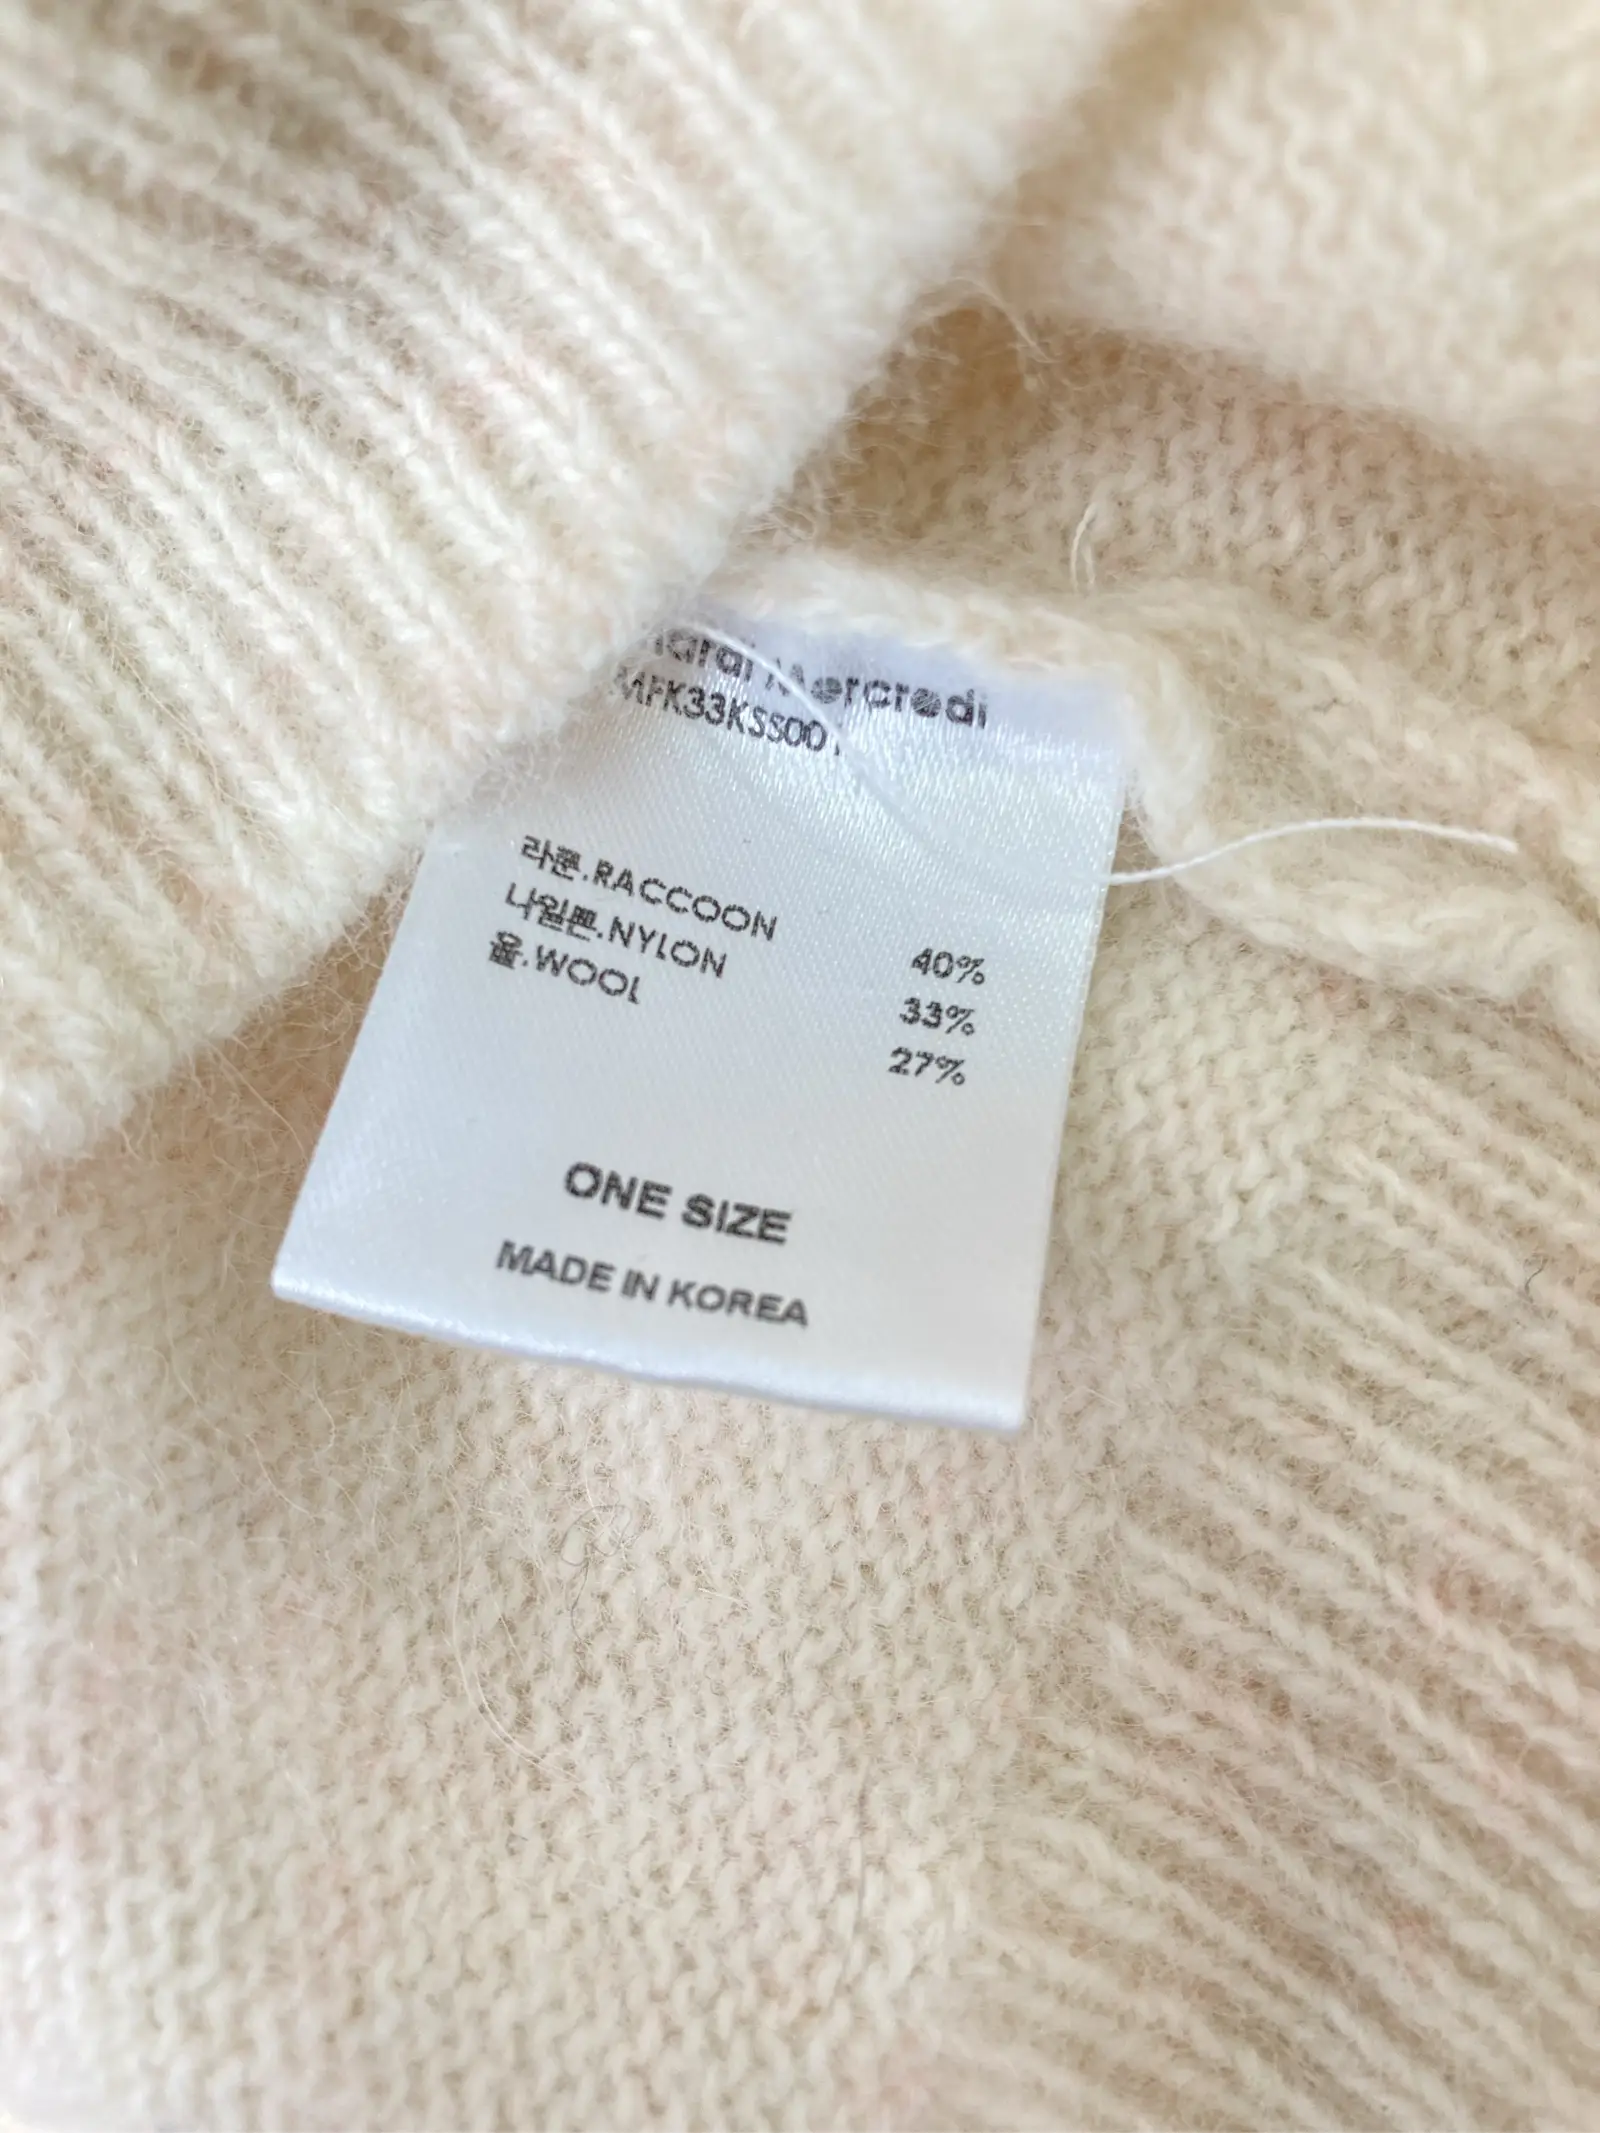 Mercredi
라쿤.RACCOON 40%
나일론.NYLON 33%
울.WOOL 27%
ONE SIZE
MADE IN KOREA